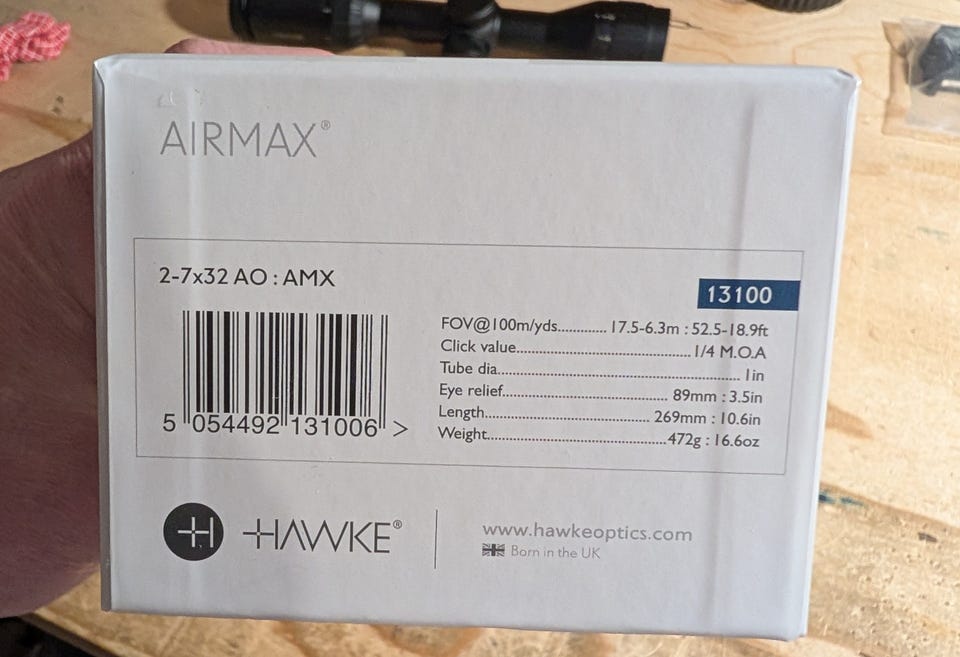 AIRMAX®
2-7x32 AO : AMX
13100
FOV@100m/yds............ 17.5-6.3m : 52.5-18.9ft
Click value........................................ 1/4 M.O.A
Tube dia........................................................ 1in
Eye relief...................................... 89mm : 3.5in
Length...................................... 269mm : 10.6in
Weight.........................................472g : 16.6oz
5 054492 131006 >
H HAWKE®
www.hawkeoptics.com
Born in the UK